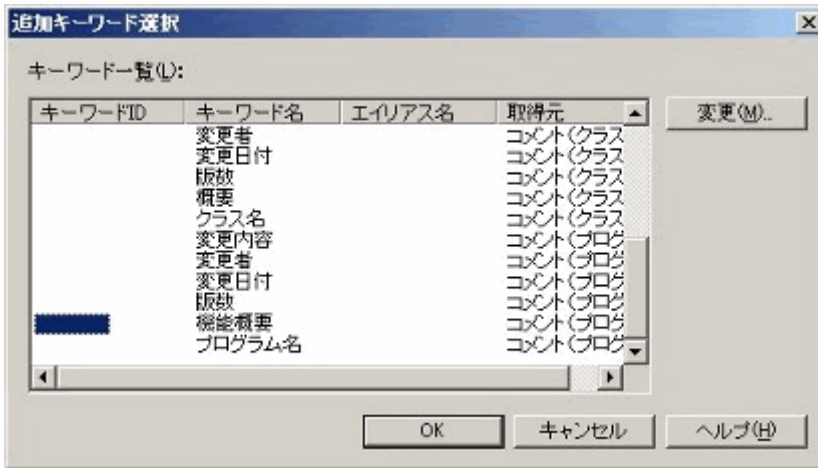 追加キーワード選択
キーワード一覧(L):
キーワードID キーワード名 エイリアス名 取得元
変更(M)..
変更者 コメント(クラス
変更日付 コメント(クラス
版数 コメント(クラス
概要 コメント(クラス
クラス名 コメント(クラス
変更内容 コメント(プログ
変更者 コメント(プログ
変更日付 コメント(プログ
版数 コメント(プログ
機能概要 コメント(プログ
プログラム名 コメント(プログ
OK キャンセル ヘルプ(H)